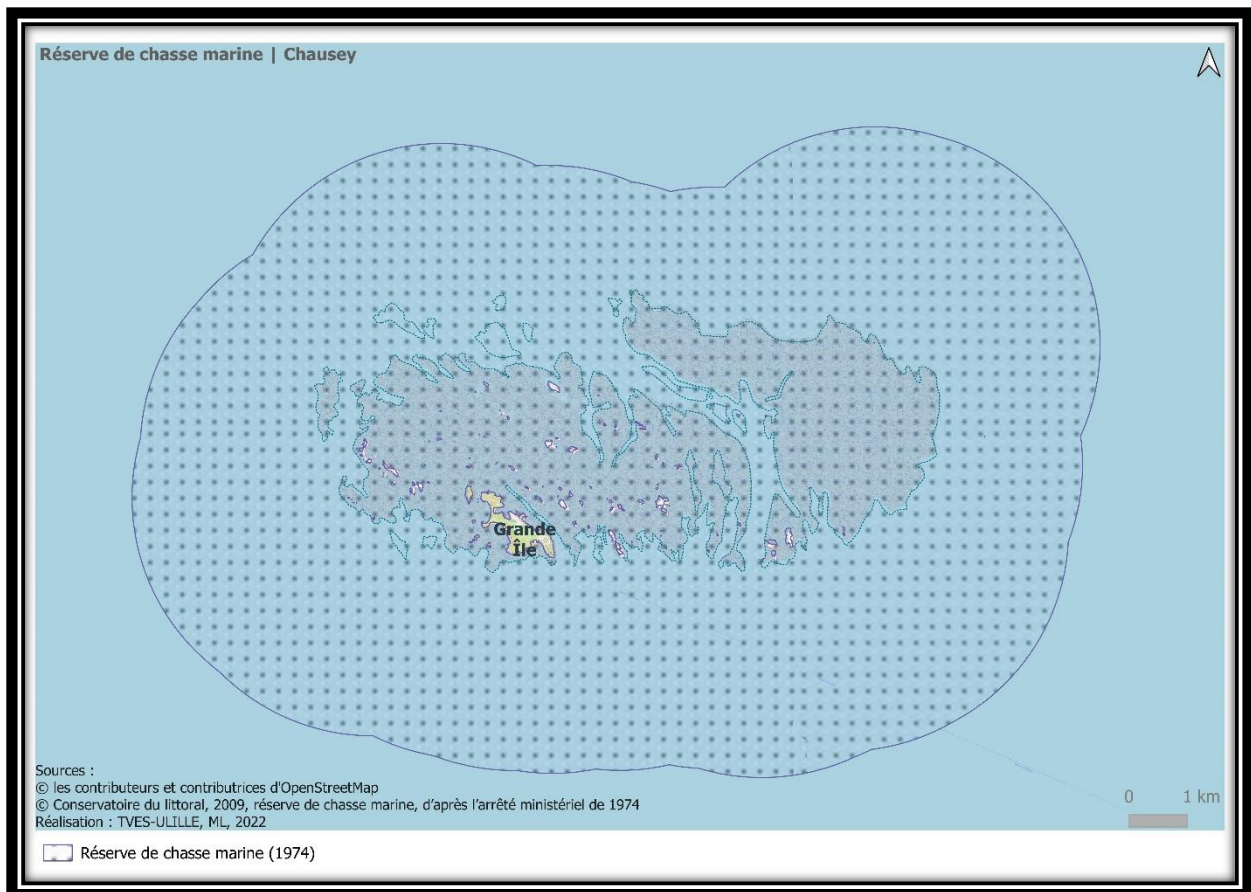 Réserve de chasse marine | Chausey
Grande
Île
Sources :
© les contributeurs et contributrices d'OpenStreetMap
© Conservatoire du littoral, 2009, réserve de chasse marine, d'après l'arrêté ministériel de 1974
Réalisation : TVES-ULILLE, ML, 2022
0 1 km
Réserve de chasse marine (1974)